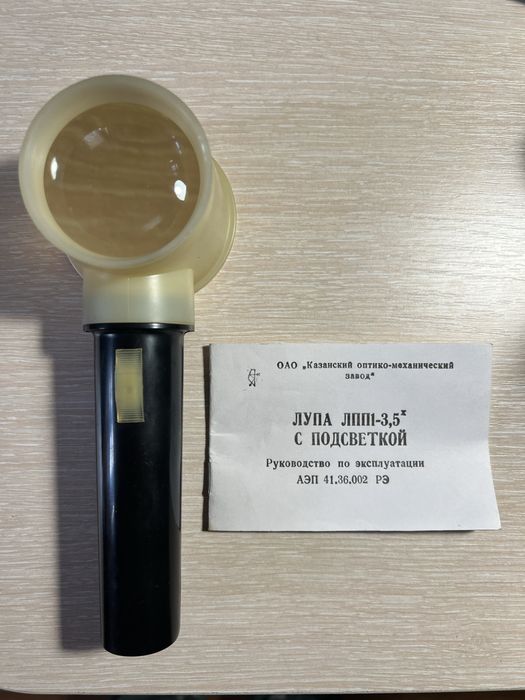 ОАО „Казанский оптико-механический
завод“
ЛУПА ЛПП1-3,5ˣ
С ПОДСВЕТКОЙ
Руководство по эксплуатации
АЭП 41.36.002 РЭ